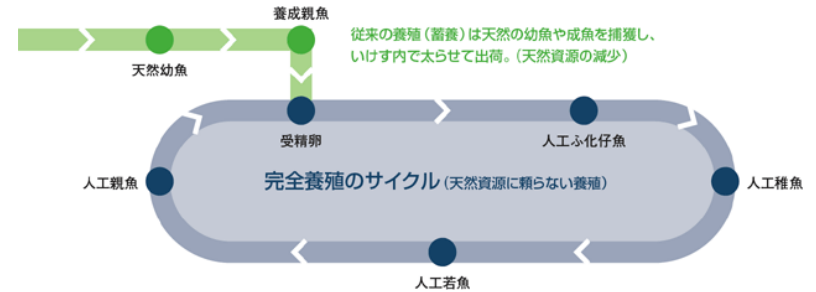 養成親魚
従来の養殖（蓄養）は天然の幼魚や成魚を捕獲し、
いけす内で太らせて出荷。（天然資源の減少）
天然幼魚
受精卵
人工ふ化仔魚
人工親魚
完全養殖のサイクル（天然資源に頼らない養殖）
人工稚魚
人工若魚